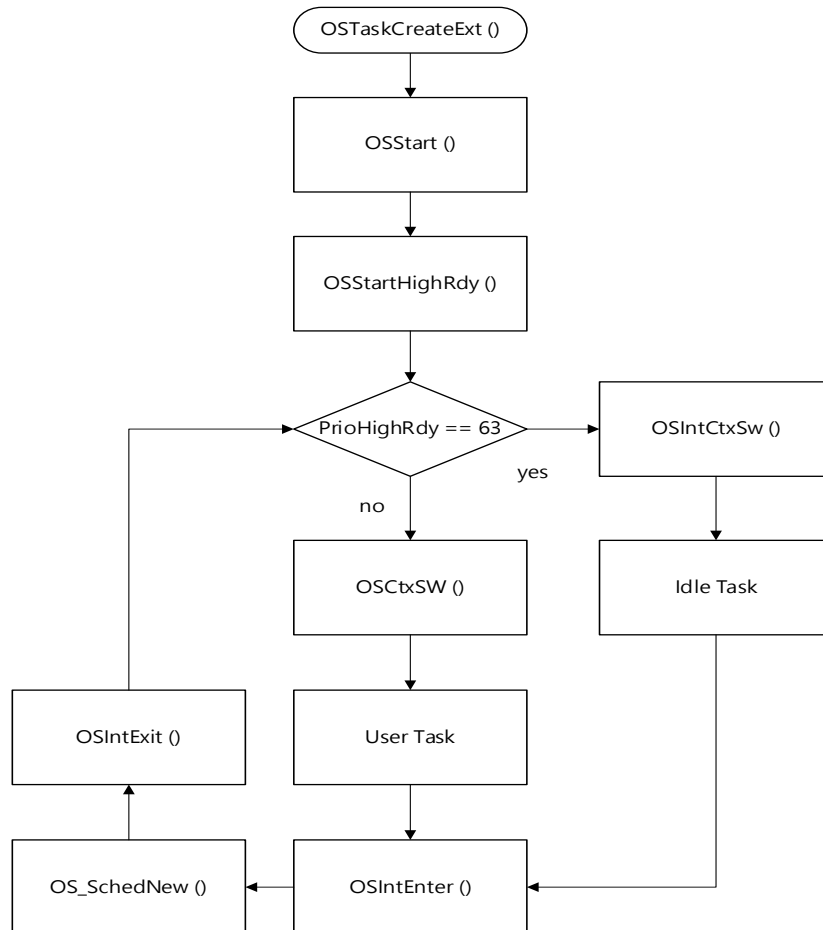 OSTaskCreateExt ()
OSStart ()
OSStartHighRdy ()
PrioHighRdy == 63
OSIntCtxSw ()
yes
no
OSCtxSW ()
Idle Task
OSIntExit ()
User Task
OS_SchedNew ()
OSIntEnter ()